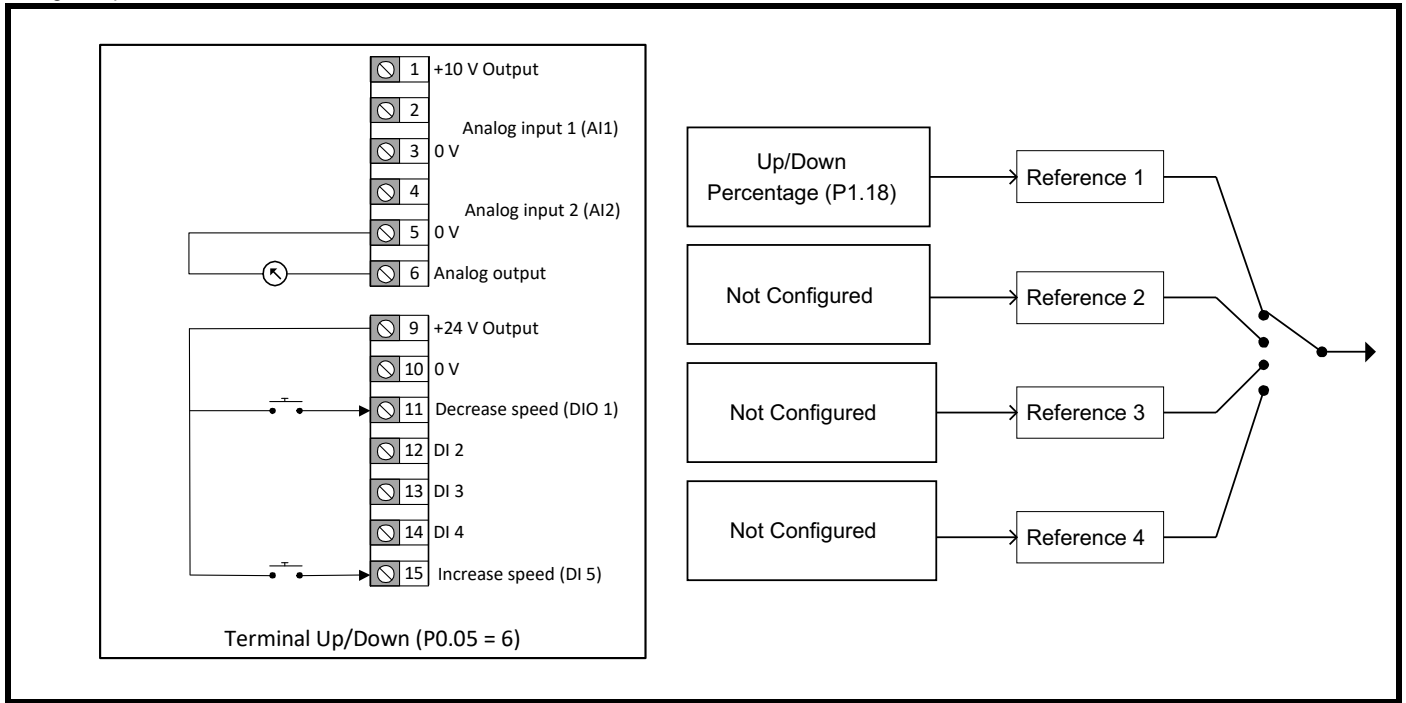 1 +10 V Output
2
Analog input 1 (AI1)
3 0 V
4
Analog input 2 (AI2)
5 0 V
6 Analog output
9 +24 V Output
10 0 V
11 Decrease speed (DIO 1)
12 DI 2
13 DI 3
14 DI 4
15 Increase speed (DI 5)
Terminal Up/Down (P0.05 = 6)
Up/Down
Percentage (P1.18)
Reference 1
Not Configured
Reference 2
Not Configured
Reference 3
Not Configured
Reference 4